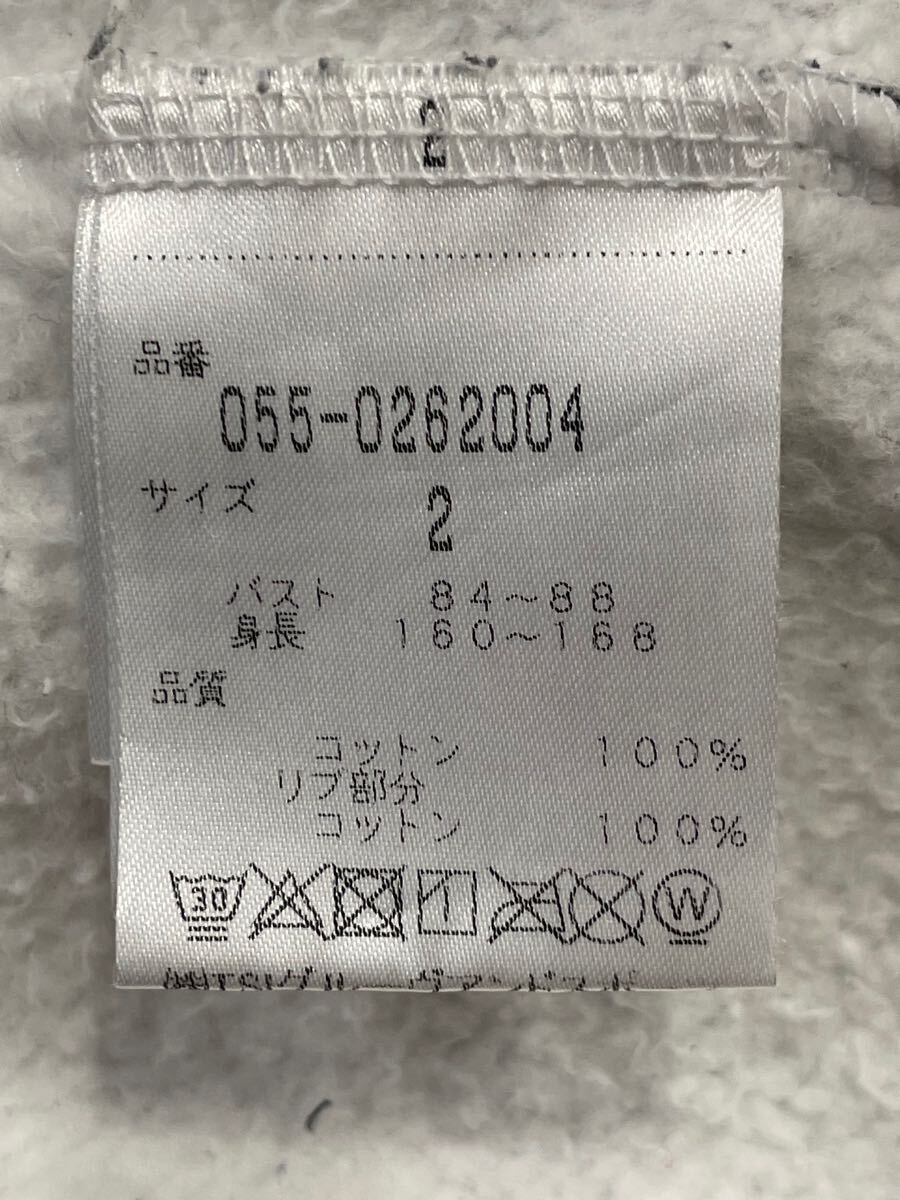 2
品番
055-0262004
サイズ
2
バスト 84~88
身長 160~168
品質
コットン 100%
リブ部分
コットン 100%
30
W